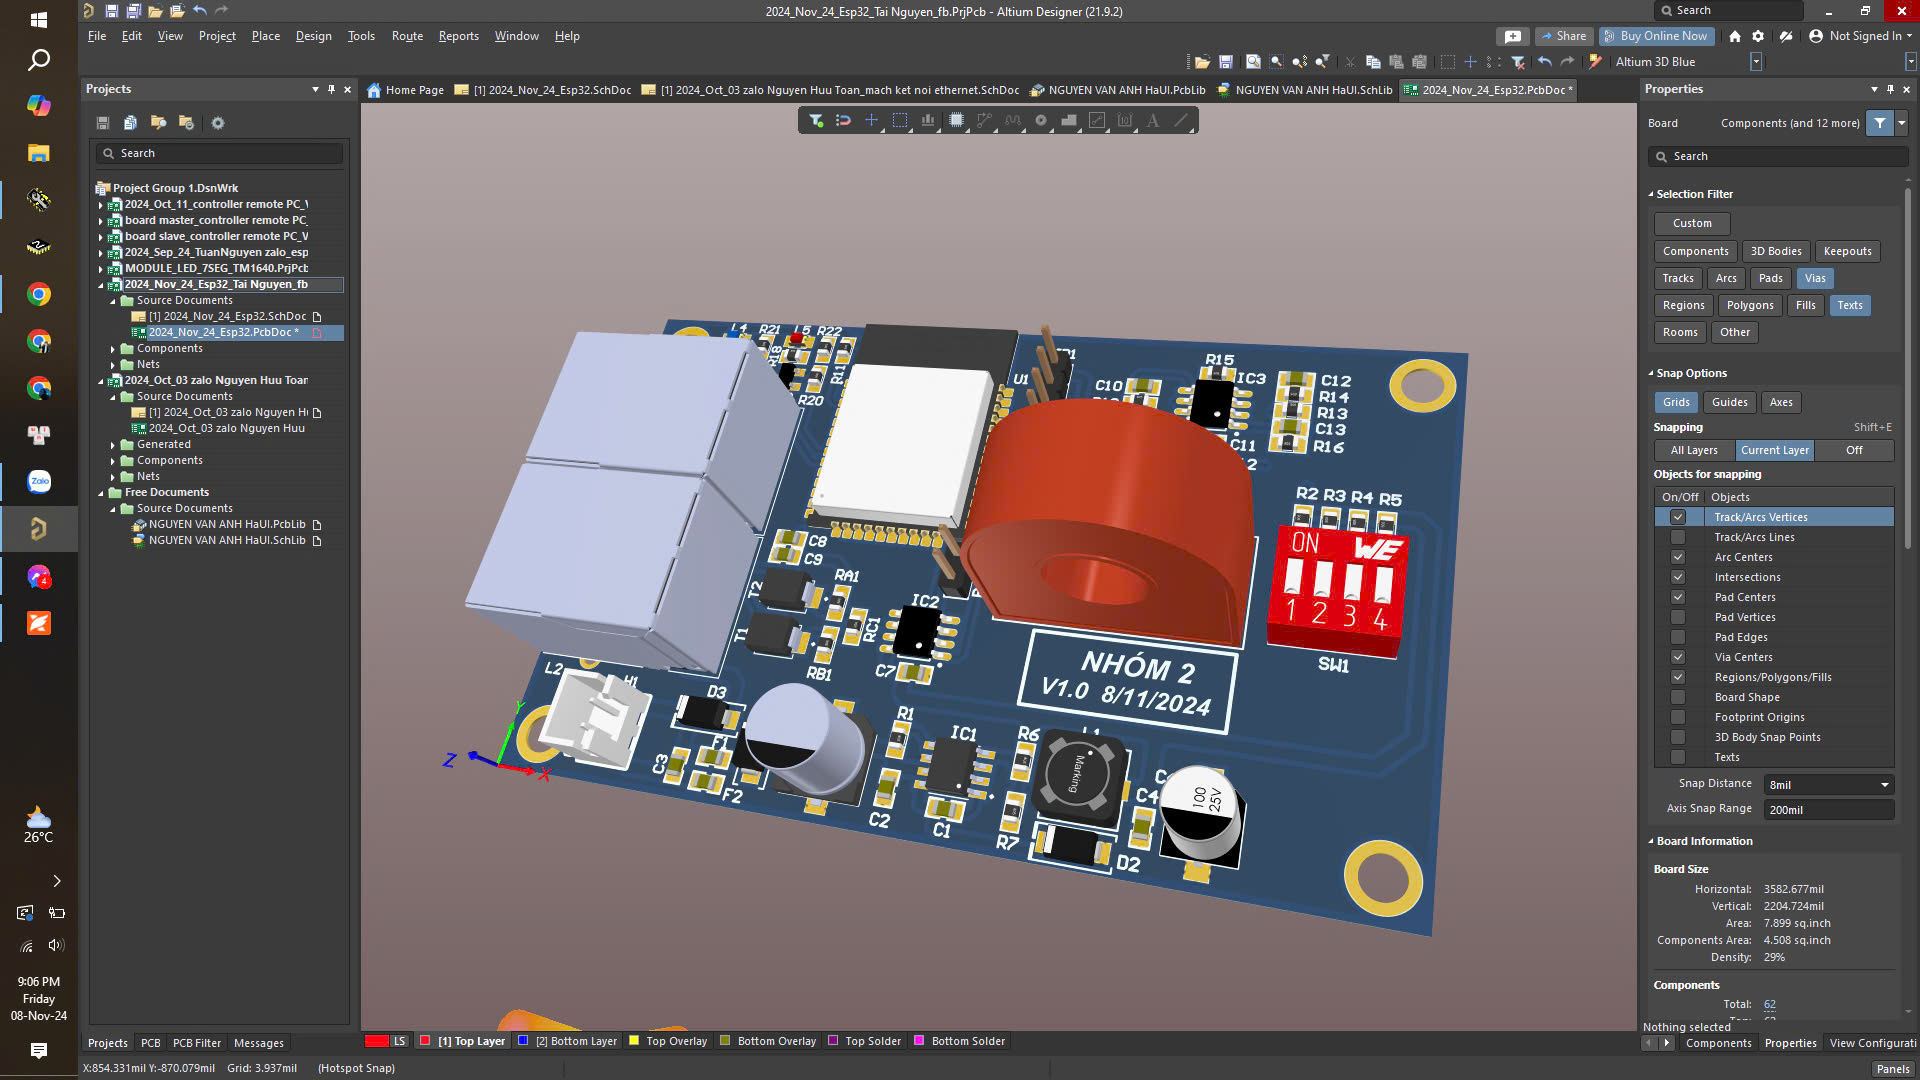 2024_Nov_24_Esp32_Tai Nguyen_fb.PrjPcb - Altium Designer (21.9.2)
Search
File Edit View Project Place Design Tools Route Reports Window Help
Share Buy Online Now Not Signed In
Altium 3D Blue
Projects
Home Page [1] 2024_Nov_24_Esp32.SchDoc [1] 2024_Oct_03 zalo Nguyen Huu Toan_mach ket noi ethernet.SchDoc NGUYEN VAN ANH HaUI.PcbLib NGUYEN VAN ANH HaUI.SchLib 2024_Nov_24_Esp32.PcbDoc *
Search
Project Group 1.DsnWrk
2024_Oct_11_controller remote PC_V
board master_controller remote PC_
board slave_controller remote PC_V
2024_Sep_24_TuanNguyen zalo_esp
MODULE_LED_7SEG_TM1640.PrjPcb
2024_Nov_24_Esp32_Tai Nguyen_fb
Source Documents
[1] 2024_Nov_24_Esp32.SchDoc
2024_Nov_24_Esp32.PcbDoc *
Components
Nets
2024_Oct_03 zalo Nguyen Huu Toan
Source Documents
[1] 2024_Oct_03 zalo Nguyen Hu
2024_Oct_03 zalo Nguyen Huu
Generated
Components
Nets
Free Documents
Source Documents
NGUYEN VAN ANH HaUI.PcbLib
NGUYEN VAN ANH HaUI.SchLib
Zalo
4
26°C
9:06 PM
Friday
08-Nov-24
L4 R21 L5 R22
R11
R20
U1
C10
R15
IC3
C12
R14
R13
C13
R16
C11
R2 R3 R4 R5
ON WE
1 2 3 4
SW1
C8
C9
T2
RA1
T1
RC1
RB1
IC2
C7
NHÓM 2
V1.0 8/11/2024
L2
H1
D3
F1
C3
F2
R1
C2
IC1
C1
R6
R7
L1
Marking
D2
C4
100
25V
Z
Y
X
Properties
Board Components (and 12 more)
Search
Selection Filter
Custom
Components 3D Bodies Keepouts
Tracks Arcs Pads Vias
Regions Polygons Fills Texts
Rooms Other
Snap Options
Grids Guides Axes
Snapping Shift+E
All Layers Current Layer Off
Objects for snapping
On/Off Objects
Track/Arcs Vertices
Track/Arcs Lines
Arc Centers
Intersections
Pad Centers
Pad Vertices
Pad Edges
Via Centers
Regions/Polygons/Fills
Board Shape
Footprint Origins
3D Body Snap Points
Texts
Snap Distance 8mil
Axis Snap Range 200mil
Board Information
Board Size
Horizontal: 3582.677mil
Vertical: 2204.724mil
Area: 7.899 sq.inch
Components Area: 4.508 sq.inch
Density: 29%
Components
Total: 62
Nothing selected
Projects PCB PCB Filter Messages
LS [1] Top Layer [2] Bottom Layer Top Overlay Bottom Overlay Top Solder Bottom Solder
Components Properties View Configurati
X:854.331mil Y:-870.079mil Grid: 3.937mil (Hotspot Snap)
Panels